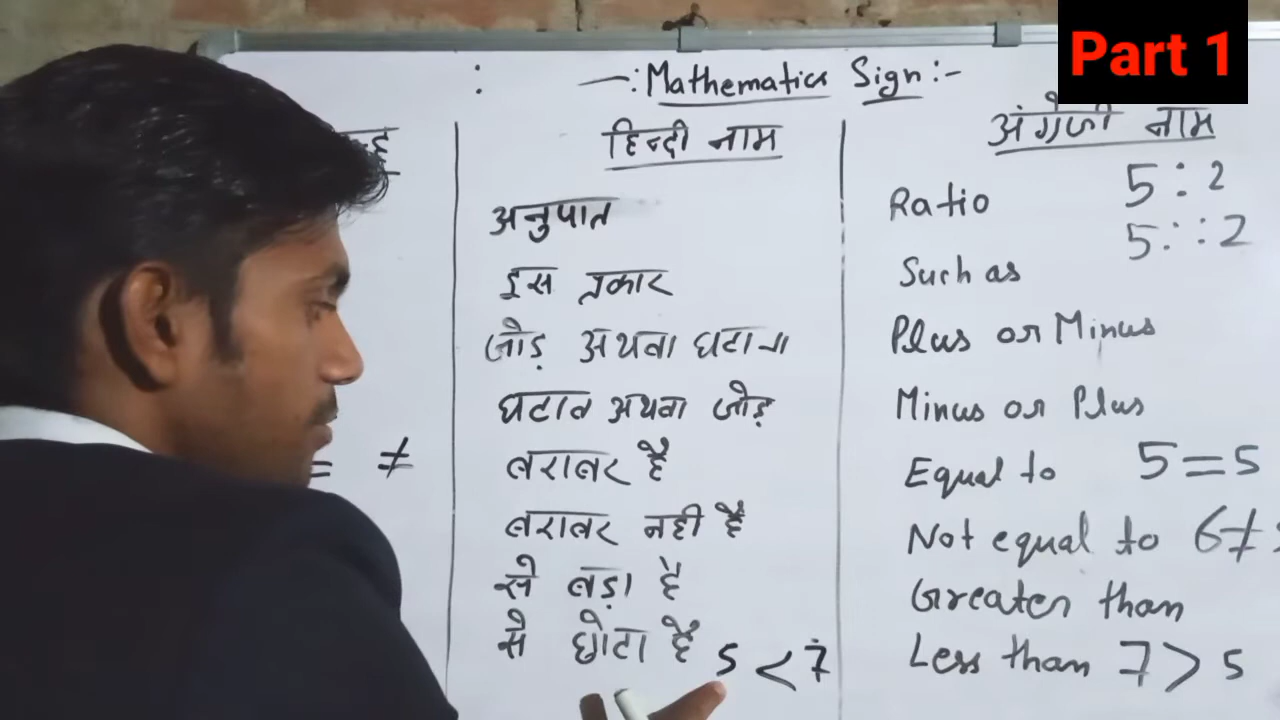 Part 1
: —: Mathematics Sign :-
हिन्दी नाम अंग्रेजी नाम
अनुपात Ratio 5 : 2
5 :: 2
इस प्रकार Such as
जोड़ अथवा घटाना Plus or Minus
घटाव अथवा जोड़ Minus or Plus
= ≠ बराबर है Equal to 5 = 5
बराबर नही है Not equal to 6 ≠
से बड़ा है Greater than
से छोटा है 5 < 7 Less than 7 > 5